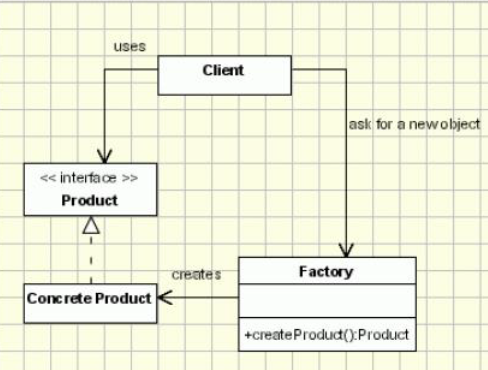 uses
Client
ask for a new object
<< interface >>
Product
creates
Factory
Concrete Product
+createProduct():Product